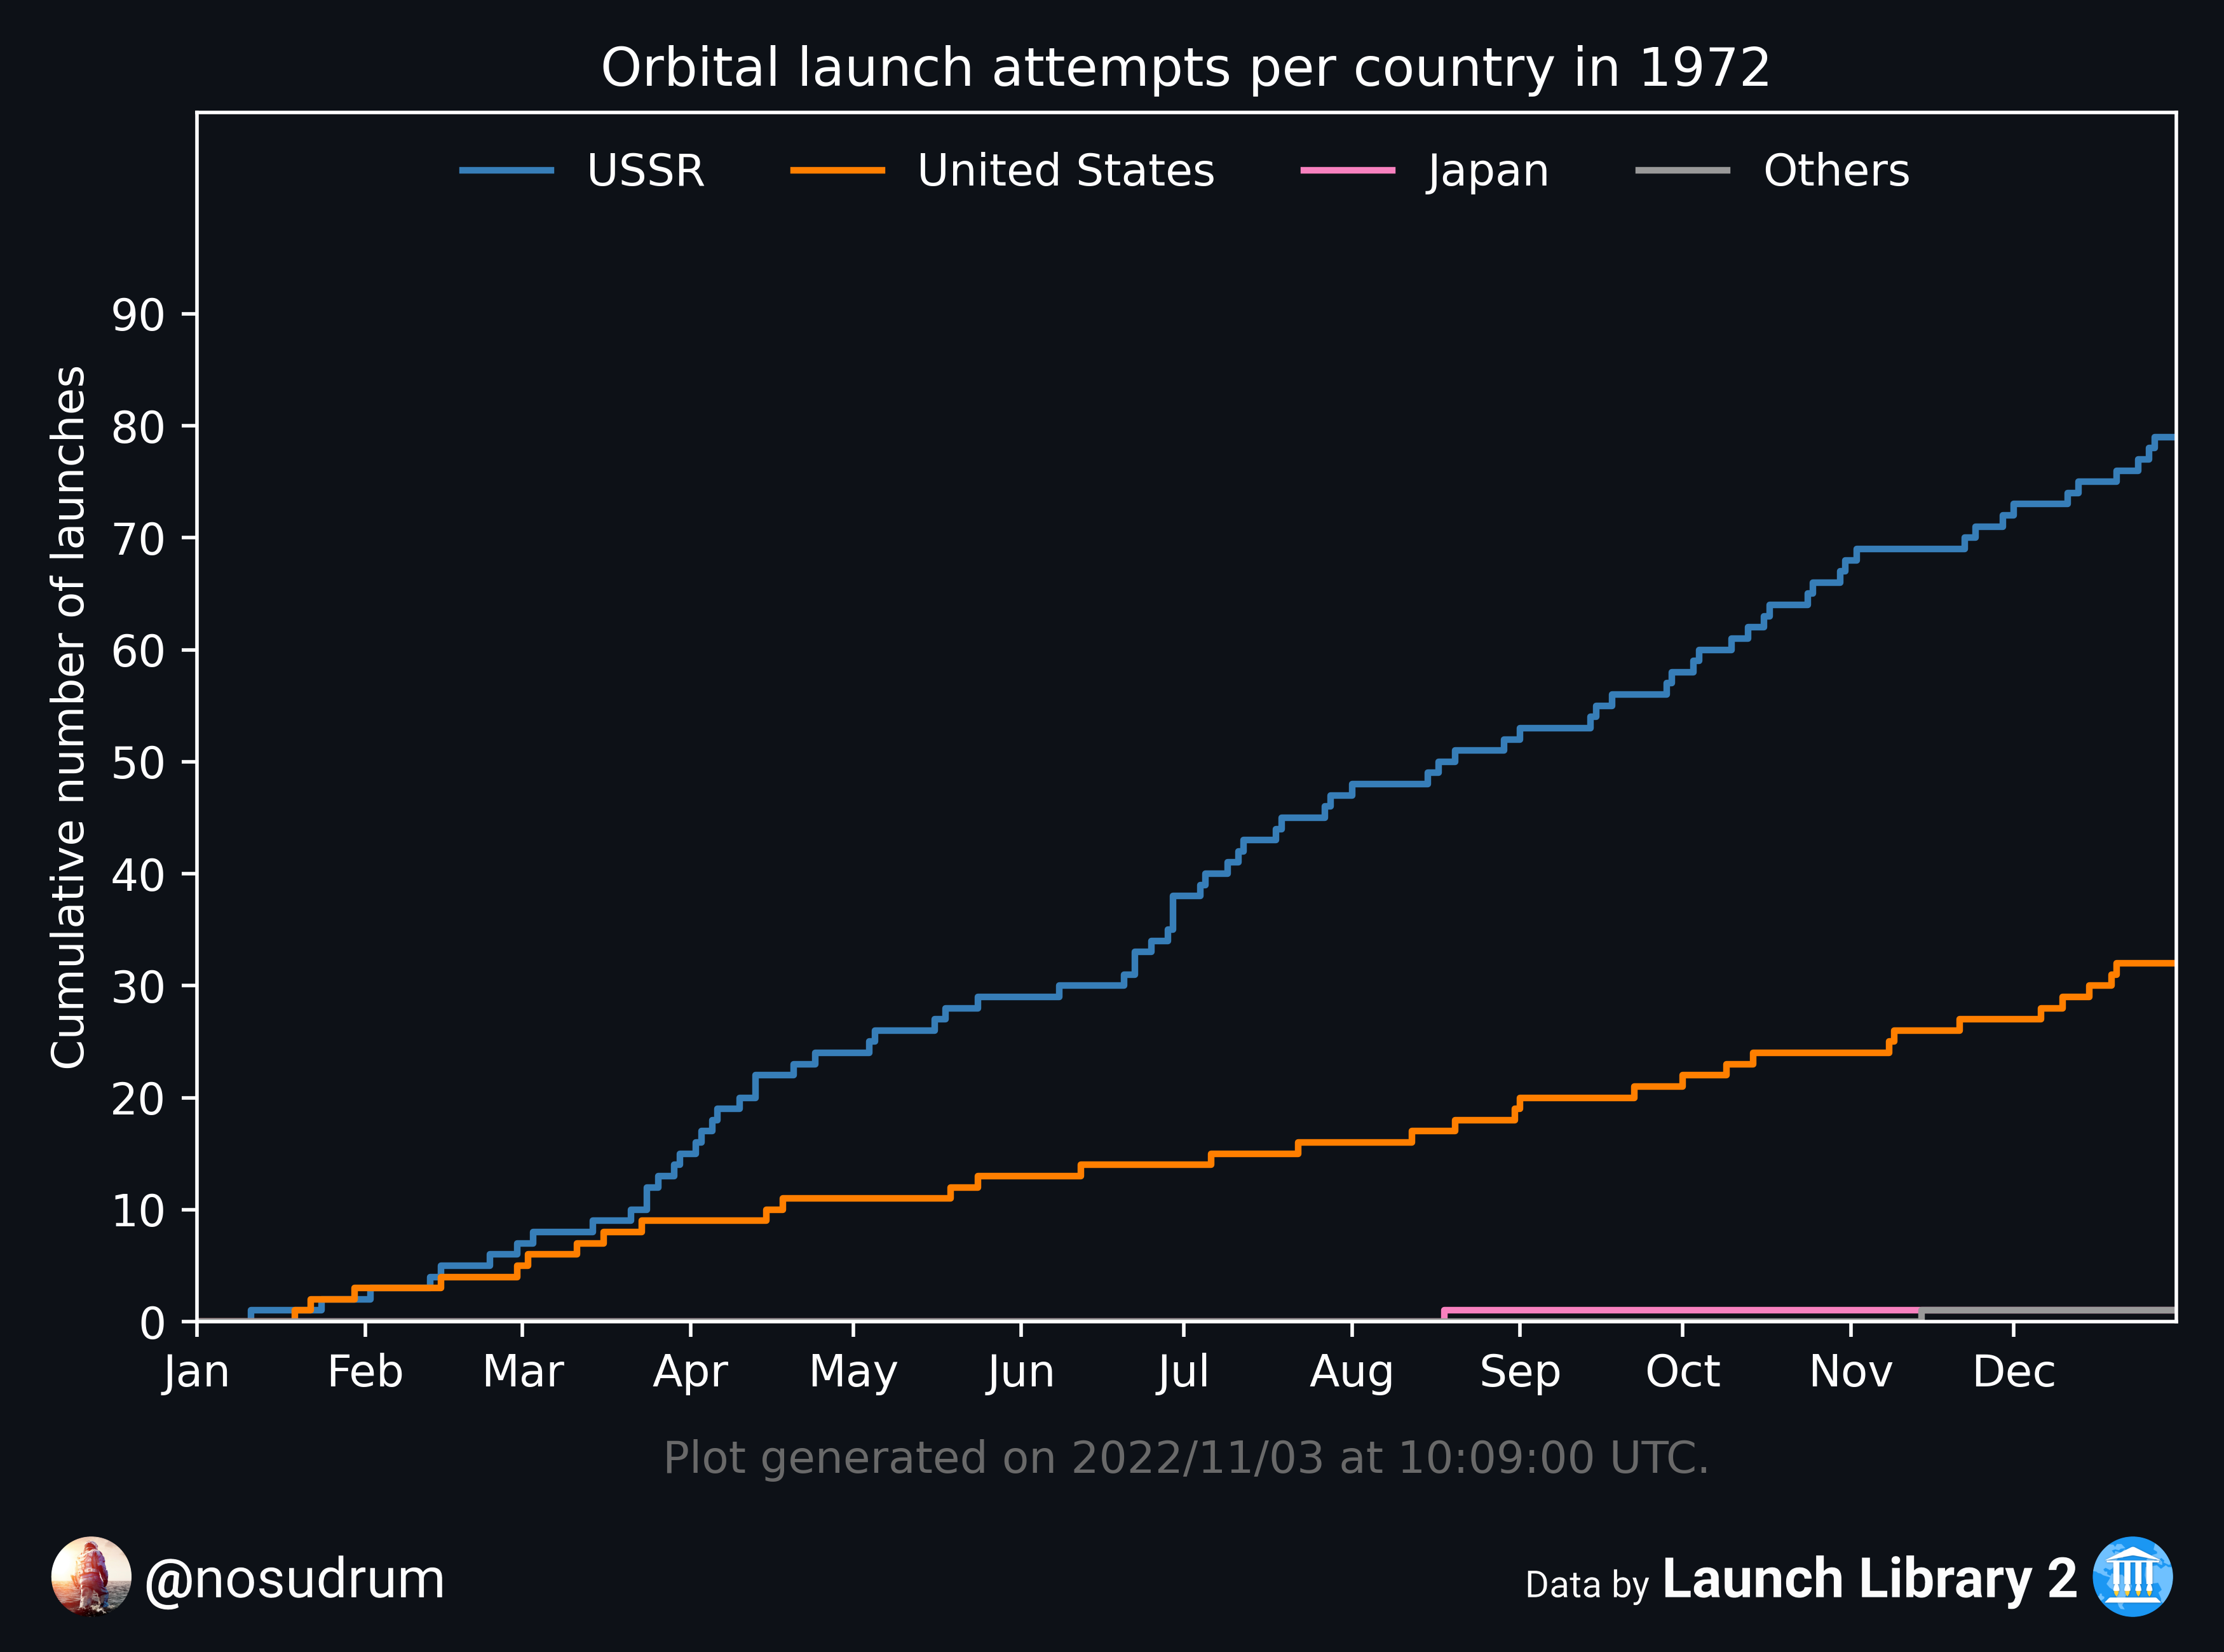 Orbital launch attempts per country in 1972
USSR United States Japan Others
Cumulative number of launches
90
80
70
60
50
40
30
20
10
0
Jan Feb Mar Apr May Jun Jul Aug Sep Oct Nov Dec
Plot generated on 2022/11/03 at 10:09:00 UTC.
@nosudrum
Data by Launch Library 2